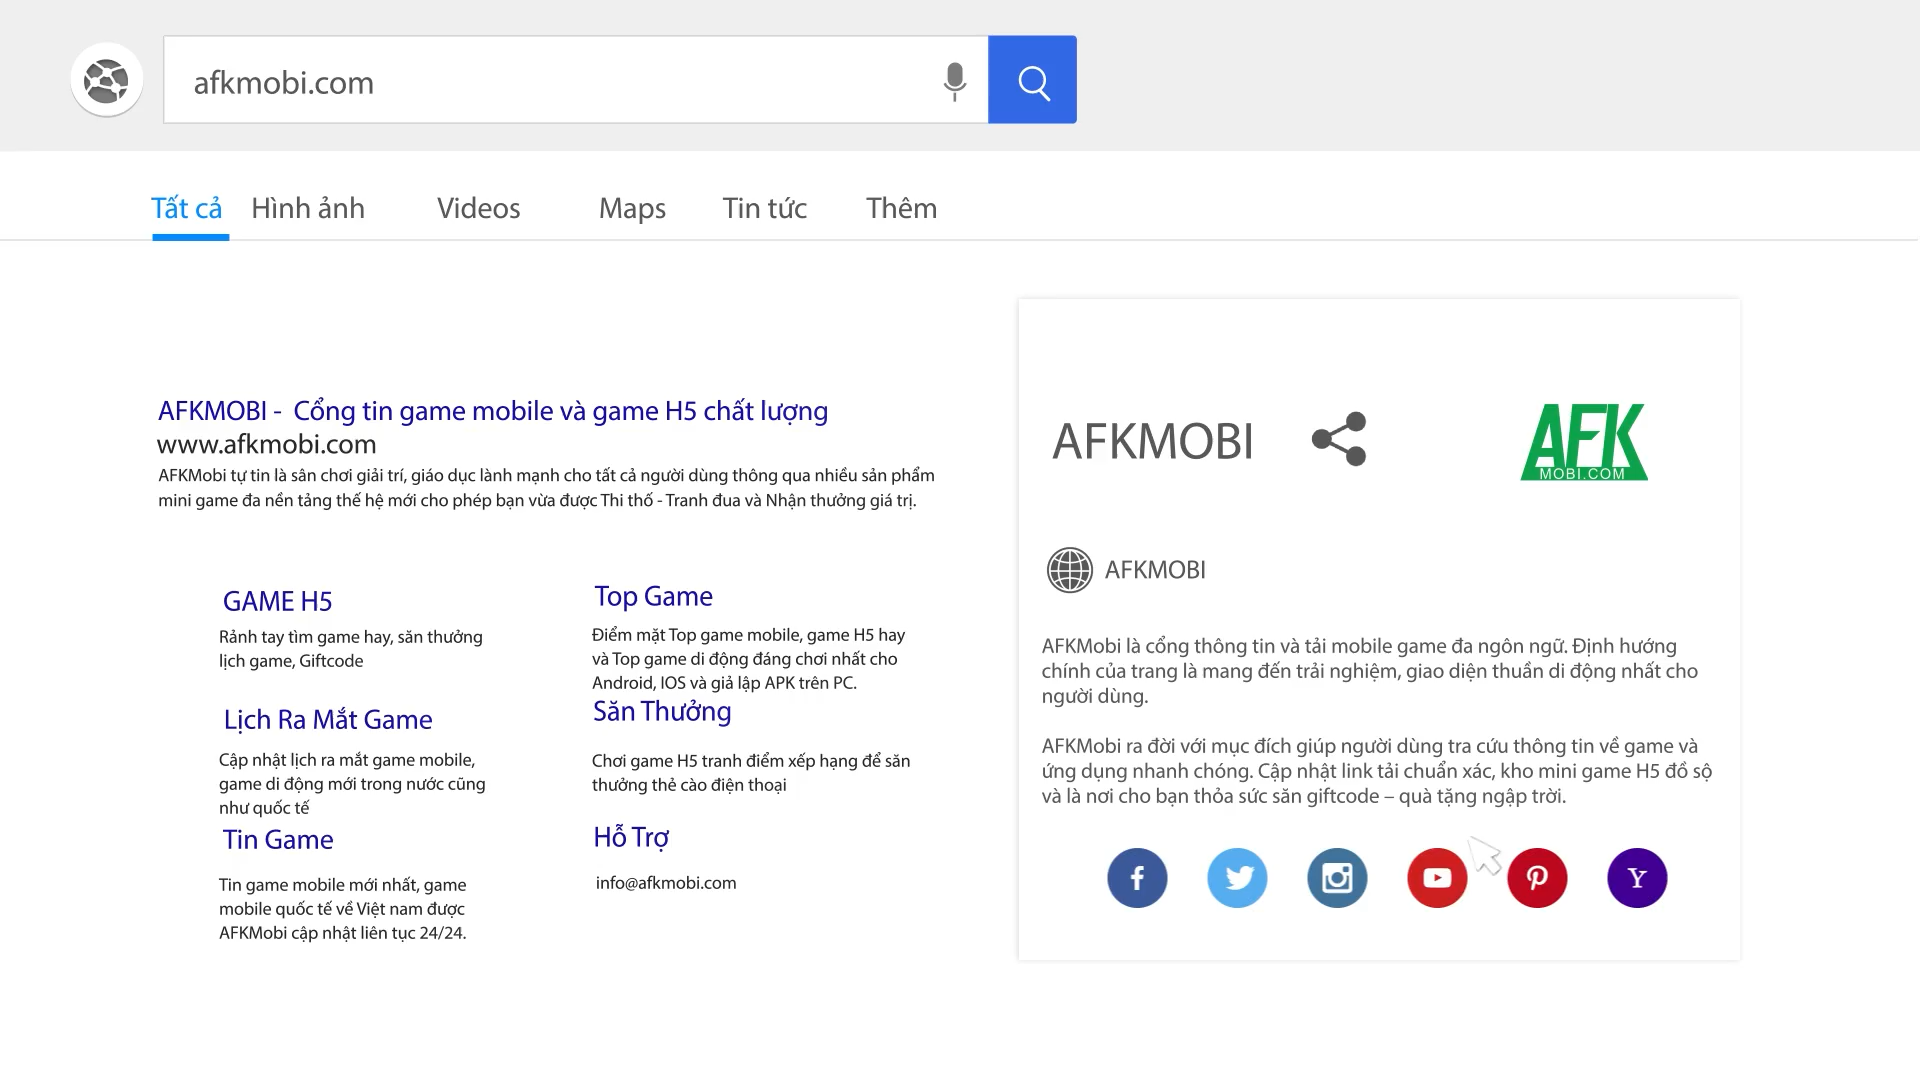 afkmobi.com
Tất cả Hình ảnh Videos Maps Tin tức Thêm
AFKMOBI - Cổng tin game mobile và game H5 chất lượng
www.afkmobi.com
AFKMobi tự tin là sân chơi giải trí, giáo dục lành mạnh cho tất cả người dùng thông qua nhiều sản phẩm
mini game đa nền tảng thế hệ mới cho phép bạn vừa được Thi thố - Tranh đua và Nhận thưởng giá trị.
GAME H5
Rảnh tay tìm game hay, săn thưởng
lịch game, Giftcode
Lịch Ra Mắt Game
Cập nhật lịch ra mắt game mobile,
game di động mới trong nước cũng
như quốc tế
Tin Game
Tin game mobile mới nhất, game
mobile quốc tế về Việt nam được
AFKMobi cập nhật liên tục 24/24.
Top Game
Điểm mặt Top game mobile, game H5 hay
và Top game di động đáng chơi nhất cho
Android, IOS và giả lập APK trên PC.
Săn Thưởng
Chơi game H5 tranh điểm xếp hạng để săn
thưởng thẻ cào điện thoại
Hỗ Trợ
info@afkmobi.com
AFKMOBI
AFK
MOBI.COM
AFKMOBI
AFKMobi là cổng thông tin và tải mobile game đa ngôn ngữ. Định hướng
chính của trang là mang đến trải nghiệm, giao diện thuần di động nhất cho
người dùng.
AFKMobi ra đời với mục đích giúp người dùng tra cứu thông tin về game và
ứng dụng nhanh chóng. Cập nhật link tải chuẩn xác, kho mini game H5 đồ sộ
và là nơi cho bạn thỏa sức săn giftcode – quà tặng ngập trời.